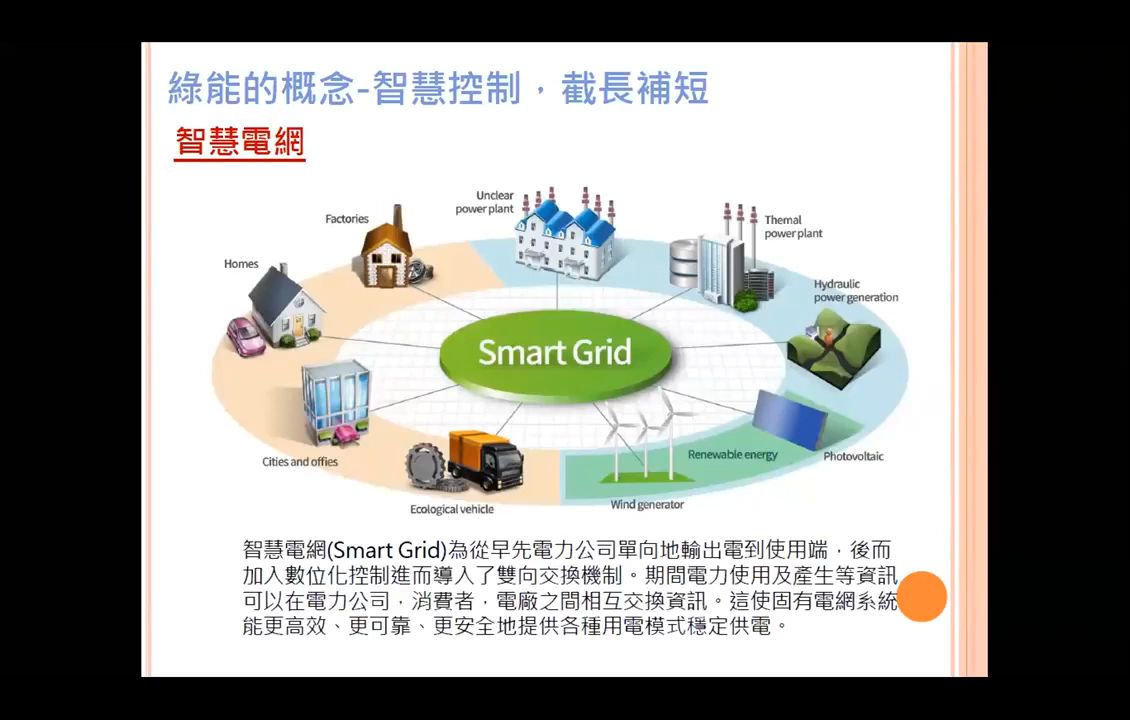 綠能的概念-智慧控制，截長補短
智慧電網
Unclear
power plant
Factories
Themal
power plant
Homes
Hydraulic
power generation
Smart Grid
Cities and offies
Renewable energy
Photovoltaic
Ecological vehicle
Wind generator
智慧電網(Smart Grid)為從早先電力公司單向地輸出電到使用端，後而
加入數位化控制進而導入了雙向交換機制。期間電力使用及產生等資訊
可以在電力公司，消費者，電廠之間相互交換資訊。這使固有電網系統
能更高效、更可靠、更安全地提供各種用電模式穩定供電。